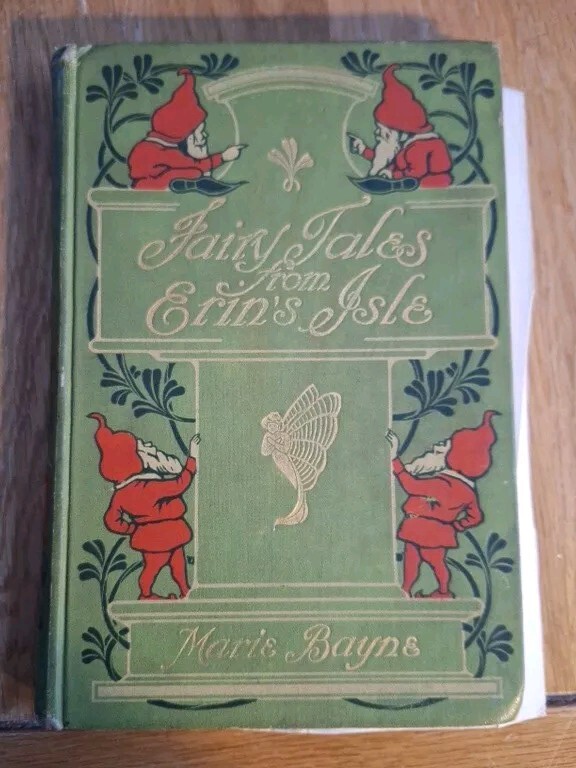 Fairy Tales
from
Erin's Isle
Marie Bayne